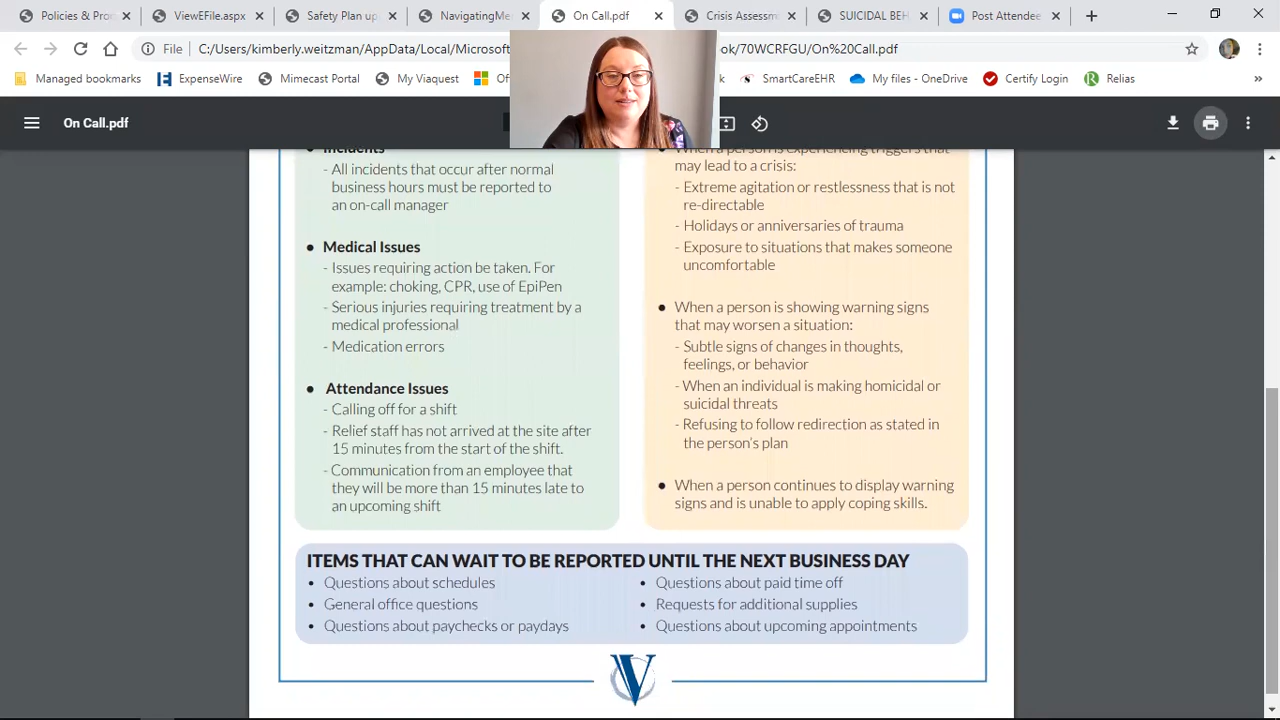 Policies & Pro
ViewEFile.aspx
Safety Plan up
NavigatingMe
On Call.pdf
Crisis Assessm
SUICIDAL BEH
Post Attendee
File
C:/Users/kimberly.weitzman/AppData/Local/Microsoft
ok/70WCRFGU/On%20Call.pdf
Managed bookmarks
ExpenseWire
Mimecast P
My Viaquest
SmartCareEHR
My files - OneDrive
Certify Login
Relias
On Call.pdf
Incidents
- All incidents that occur after normal
business hours must be reported to
an on-call manager
• Medical Issues
- Issues requiring action be taken. For
example: choking, CPR, use of EpiPen
- Serious injuries requiring treatment by a
medical professional
- Medication errors
• Attendance Issues
- Calling off for a shift
- Relief staff has not arrived at the site after
15 minutes from the start of the shift.
- Communication from an employee that
they will be more than 15 minutes late to
an upcoming shift
When a person is experiencing triggers that
may lead to a crisis:
- Extreme agitation or restlessness that is not
re-directable
- Holidays or anniversaries of trauma
- Exposure to situations that makes someone
uncomfortable
• When a person is showing warning signs
that may worsen a situation:
- Subtle signs of changes in thoughts,
feelings, or behavior
- When an individual is making homicidal or
suicidal threats
- Refusing to follow redirection as stated in
the person's plan
• When a person continues to display warning
signs and is unable to apply coping skills.
ITEMS THAT CAN WAIT TO BE REPORTED UNTIL THE NEXT BUSINESS DAY
• Questions about schedules
• General office questions
• Questions about paychecks or paydays
• Questions about paid time off
• Requests for additional supplies
• Questions about upcoming appointments
V